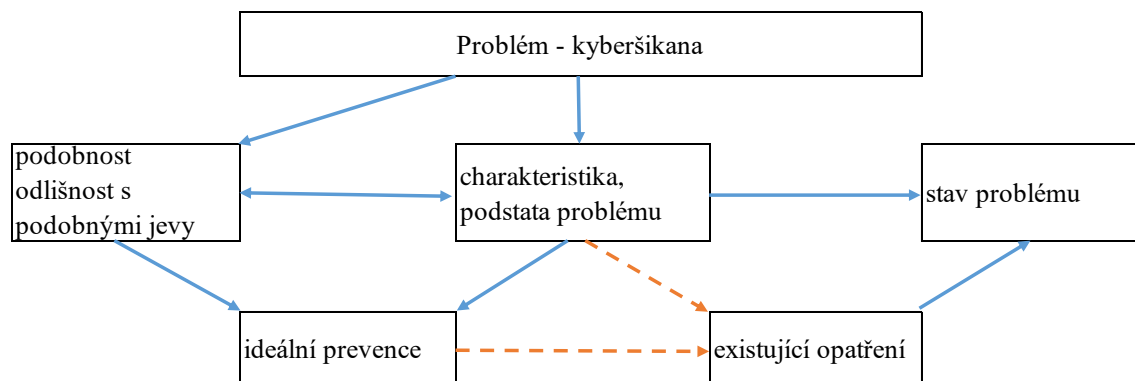 Problém - kyberšikana
podobnost
odlišnost s
podobnými jevy
charakteristika,
podstata problému
stav problému
ideální prevence
existující opatření